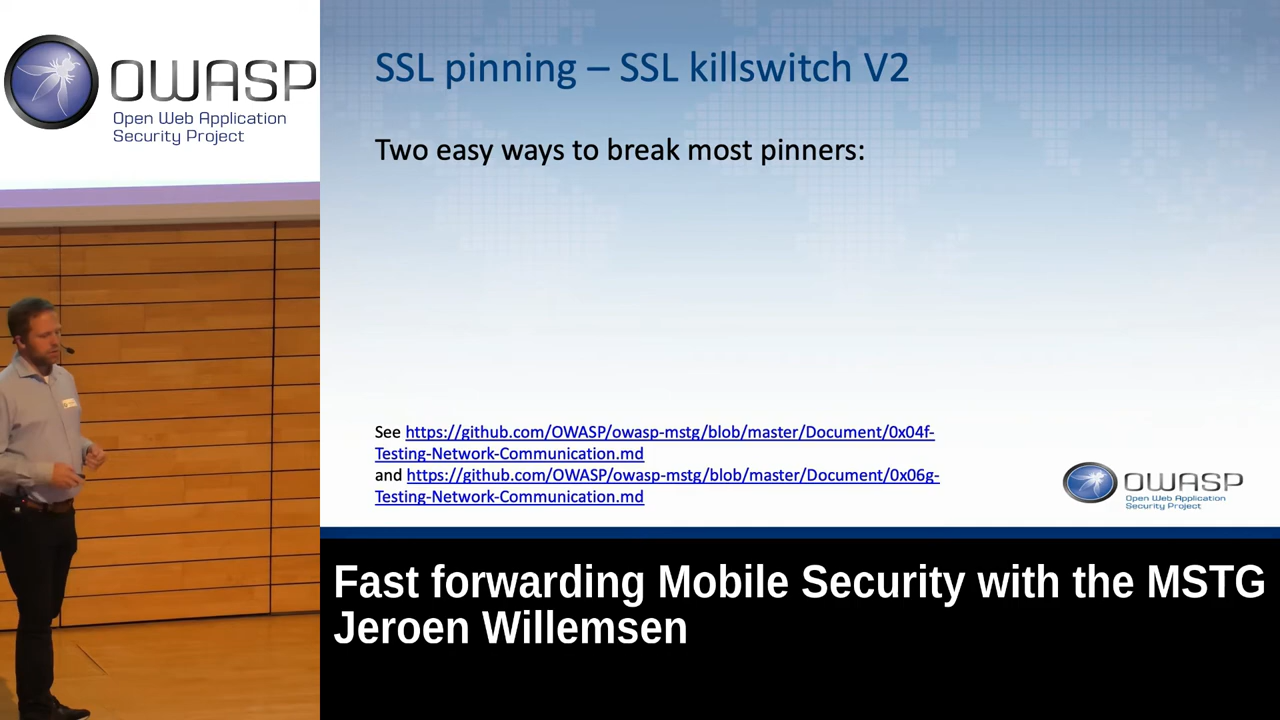 OWASP
Open Web Application
Security Project
SSL pinning – SSL killswitch V2
Two easy ways to break most pinners:
See https://github.com/OWASP/owasp-mstg/blob/master/Document/0x04f-
Testing-Network-Communication.md
and https://github.com/OWASP/owasp-mstg/blob/master/Document/0x06g-
Testing-Network-Communication.md
OWASP
Open Web Application
Security Project
Fast forwarding Mobile Security with the MSTG
Jeroen Willemsen